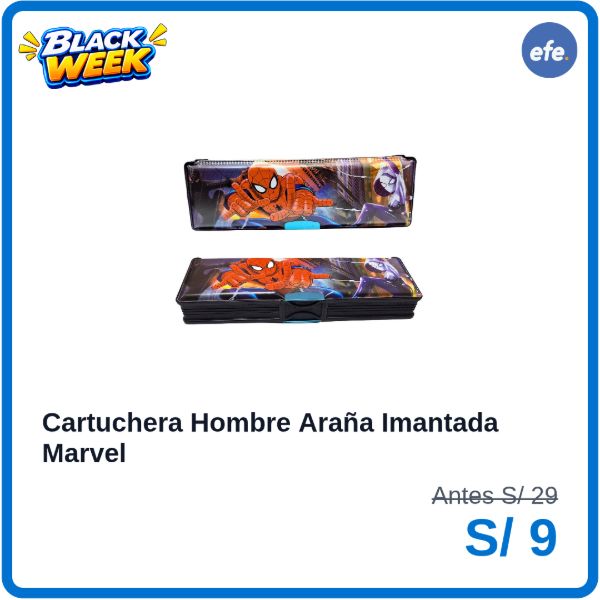 BLACK
WEEK
efe.
Cartuchera Hombre Araña Imantada
Marvel
Antes S/ 29
S/ 9